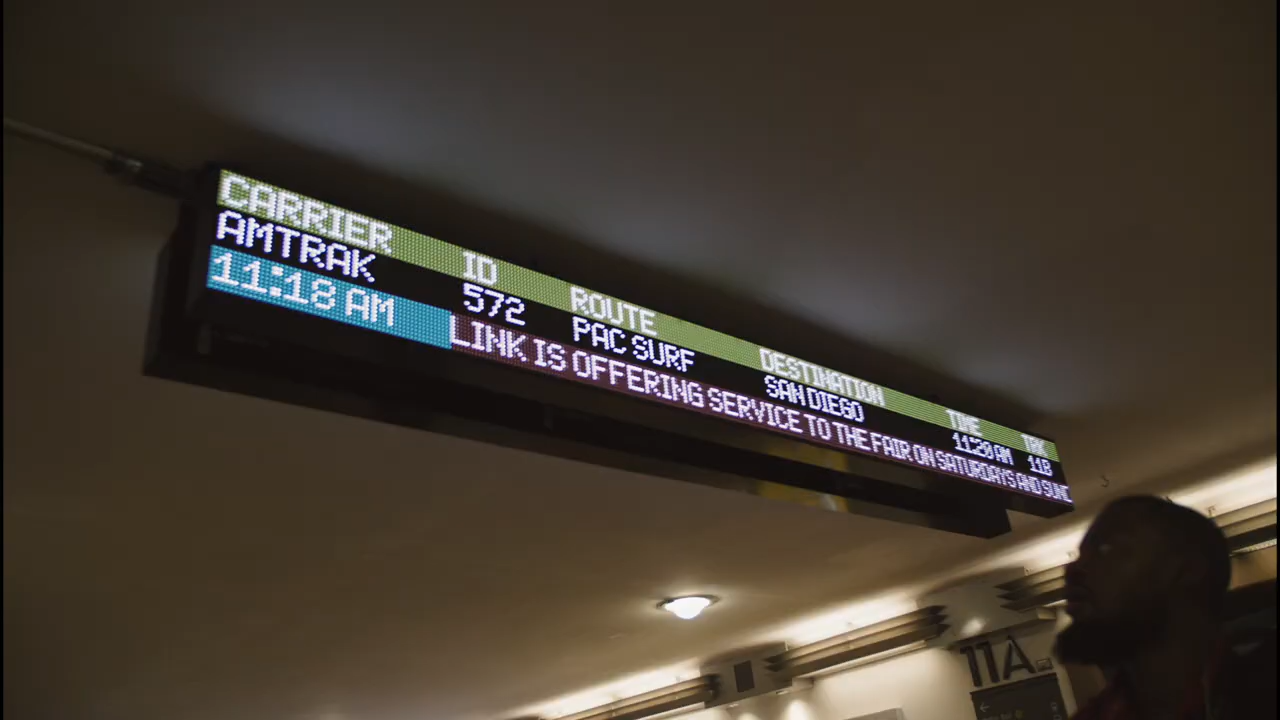 CARRIER ID ROUTE DESTINATION TIME TRK
AMTRAK 572 PAC SURF SAN DIEGO 11:20 AM 11B
11:18 AM LINK IS OFFERING SERVICE TO THE FAIR ON SATURDAYS AND
11A